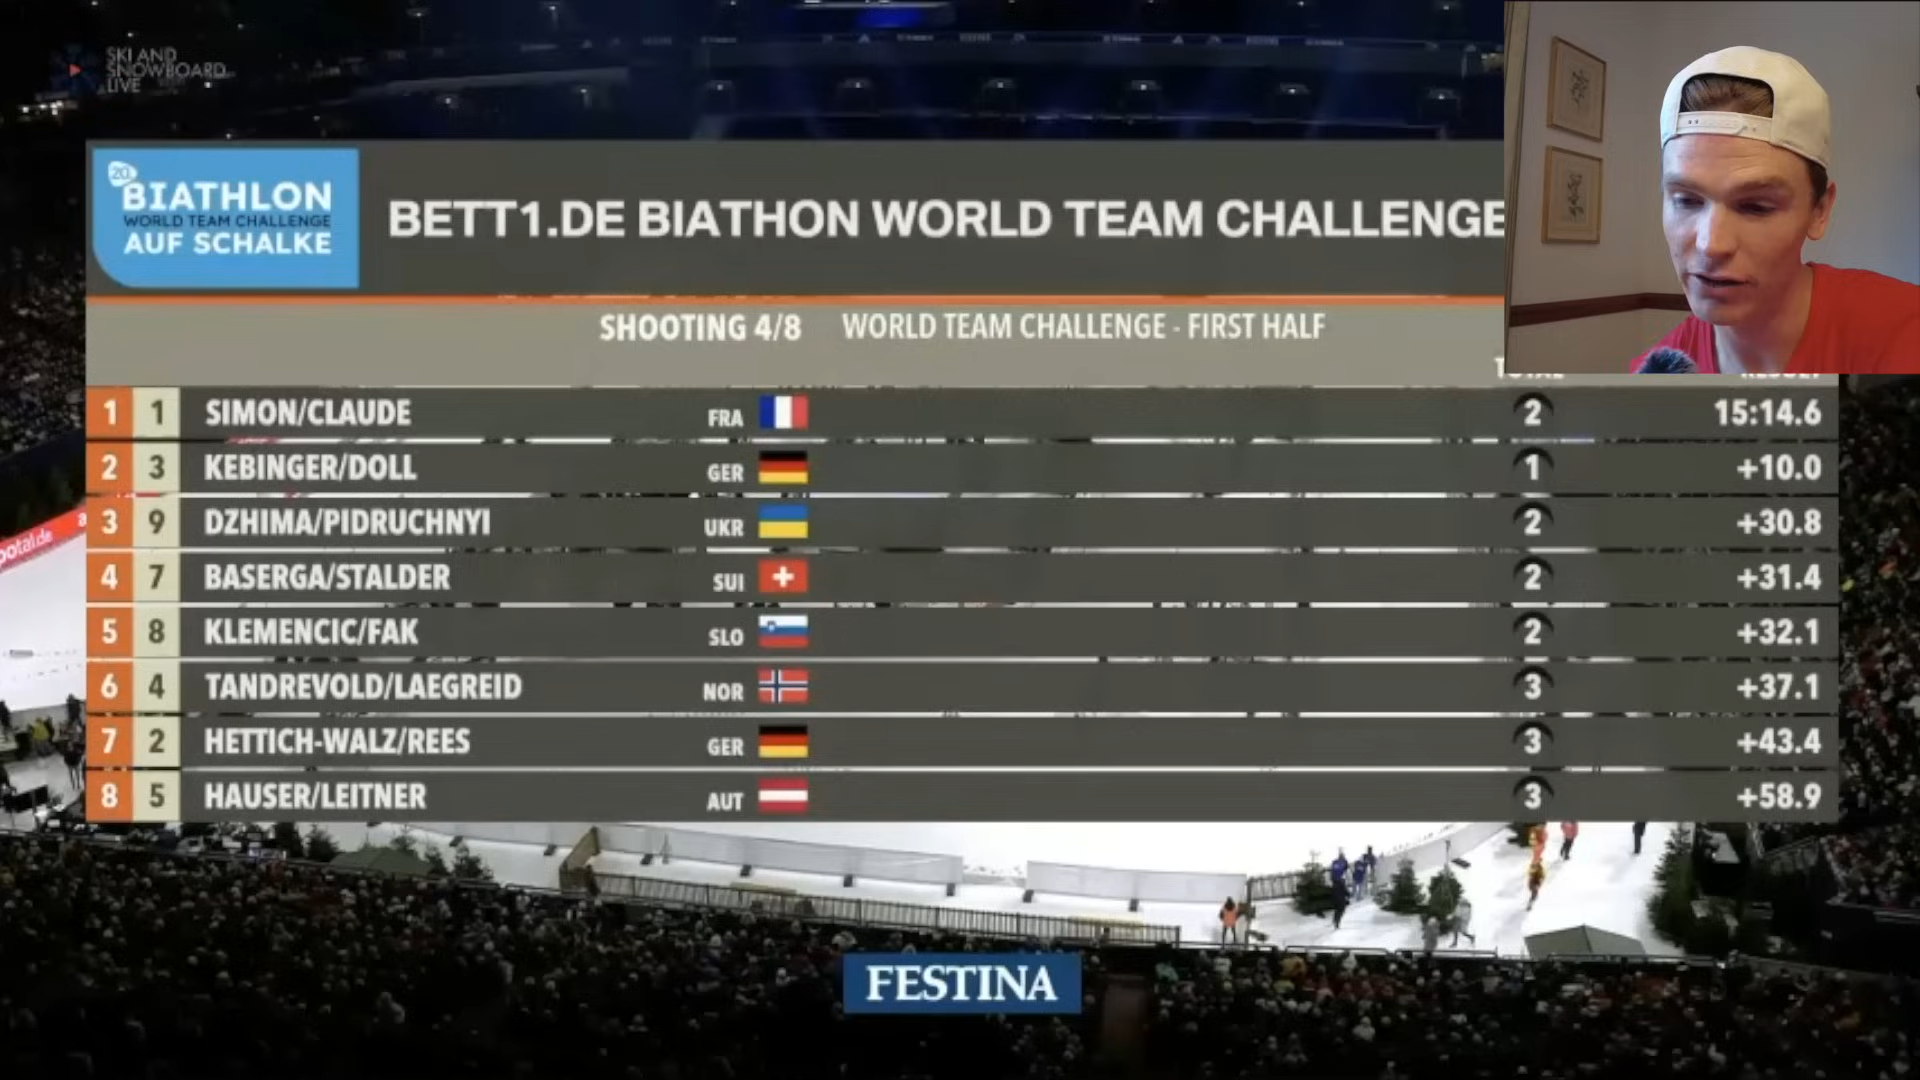 SKI AND
SNOWBOARD
LIVE
20.
BIATHLON
WORLD TEAM CHALLENGE
AUF SCHALKE
BETT1.DE BIATHON WORLD TEAM CHALLENGE
SHOOTING 4/8 WORLD TEAM CHALLENGE - FIRST HALF
TOTAL RESULT
1 1 SIMON/CLAUDE FRA 2 15:14.6
2 3 KEBINGER/DOLL GER 1 +10.0
3 9 DZHIMA/PIDRUCHNYI UKR 2 +30.8
4 7 BASERGA/STALDER SUI 2 +31.4
5 8 KLEMENCIC/FAK SLO 2 +32.1
6 4 TANDREVOLD/LAEGREID NOR 3 +37.1
7 2 HETTICH-WALZ/REES GER 3 +43.4
8 5 HAUSER/LEITNER AUT 3 +58.9
FESTINA